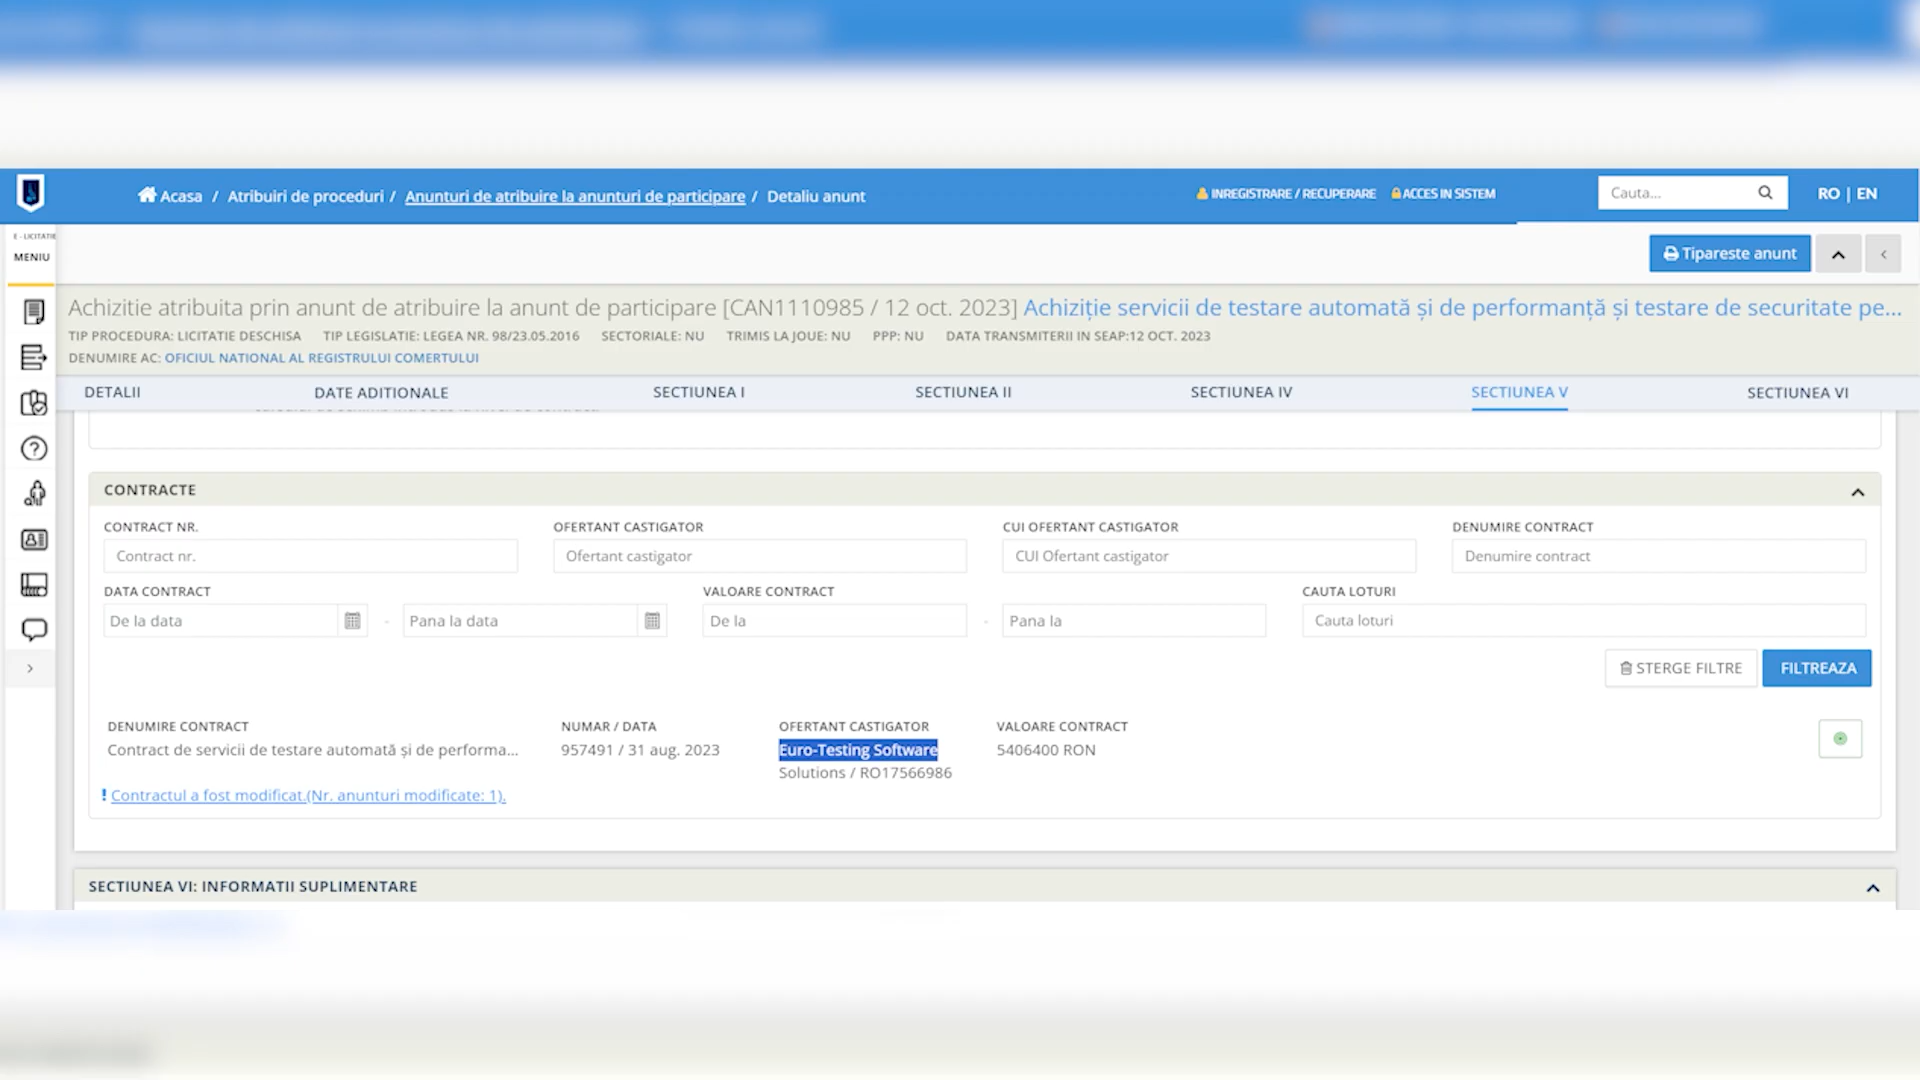 Acasa / Atribuiri de proceduri / Anunturi de atribuire la anunturi de participare / Detaliu anunt
INREGISTRARE / RECUPERARE ACCES IN SISTEM
Cauta...
RO | EN
E - LICITATIE
MENIU
Tipareste anunt
Achizitie atribuita prin anunt de atribuire la anunt de participare [CAN1110985 / 12 oct. 2023] Achiziție servicii de testare automată și de performanță și testare de securitate pe...
TIP PROCEDURA: LICITATIE DESCHISA TIP LEGISLATIE: LEGEA NR. 98/23.05.2016 SECTORIALE: NU TRIMIS LA JOUE: NU PPP: NU DATA TRANSMITERII IN SEAP:12 OCT. 2023
DENUMIRE AC: OFICIUL NATIONAL AL REGISTRULUI COMERTULUI
DETALII DATE ADITIONALE SECTIUNEA I SECTIUNEA II SECTIUNEA IV SECTIUNEA V SECTIUNEA VI
CONTRACTE
CONTRACT NR. OFERTANT CASTIGATOR CUI OFERTANT CASTIGATOR DENUMIRE CONTRACT
Contract nr. Ofertant castigator CUI Ofertant castigator Denumire contract
DATA CONTRACT VALOARE CONTRACT CAUTA LOTURI
De la data - Pana la data De la - Pana la Cauta loturi
STERGE FILTRE FILTREAZA
DENUMIRE CONTRACT NUMAR / DATA OFERTANT CASTIGATOR VALOARE CONTRACT
Contract de servicii de testare automată și de performa... 957491 / 31 aug. 2023 Euro-Testing Software 5406400 RON
Solutions / RO17566986
! Contractul a fost modificat.(Nr. anunturi modificate: 1).
SECTIUNEA VI: INFORMATII SUPLIMENTARE